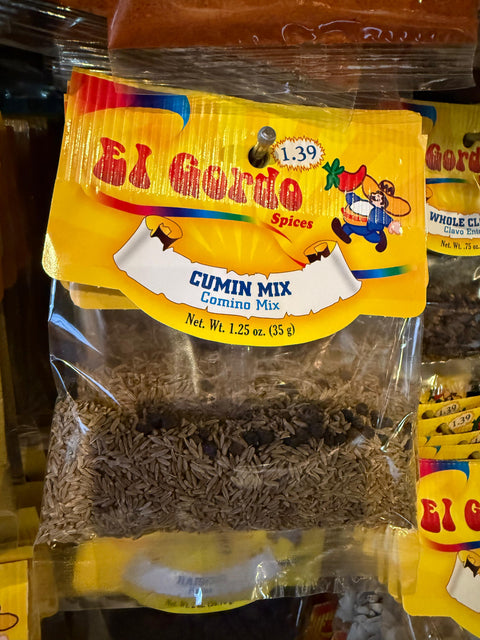 El Gordo
1.39
Spices
CUMIN MIX
Comino Mix
Net. Wt. 1.25 oz. (35 g)
Gordo
WHOLE CL
Clavo Ente
Net. Wt. .75 oz.
1.39
1.39
El G